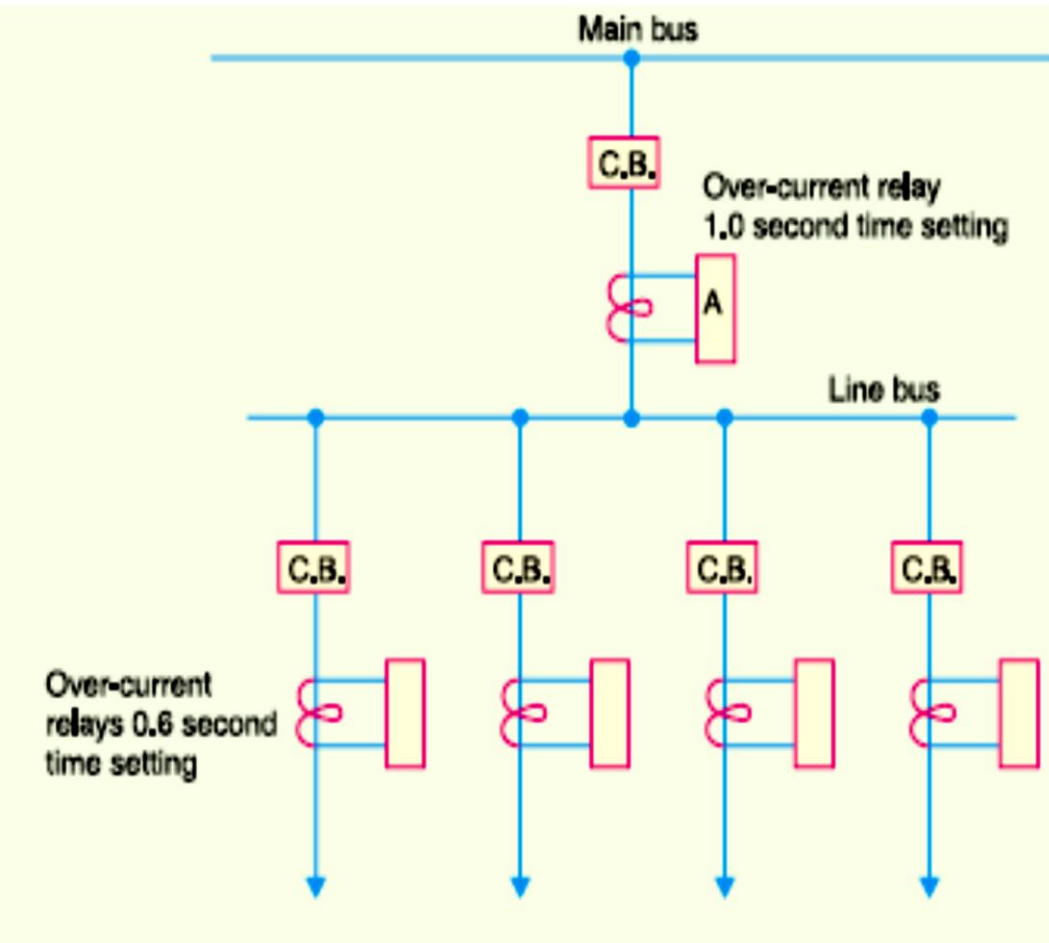 Main bus
C.B.
Over-current relay
1.0 second time setting
A
Line bus
C.B. C.B. C.B. C.B.
Over-current
relays 0.6 second
time setting